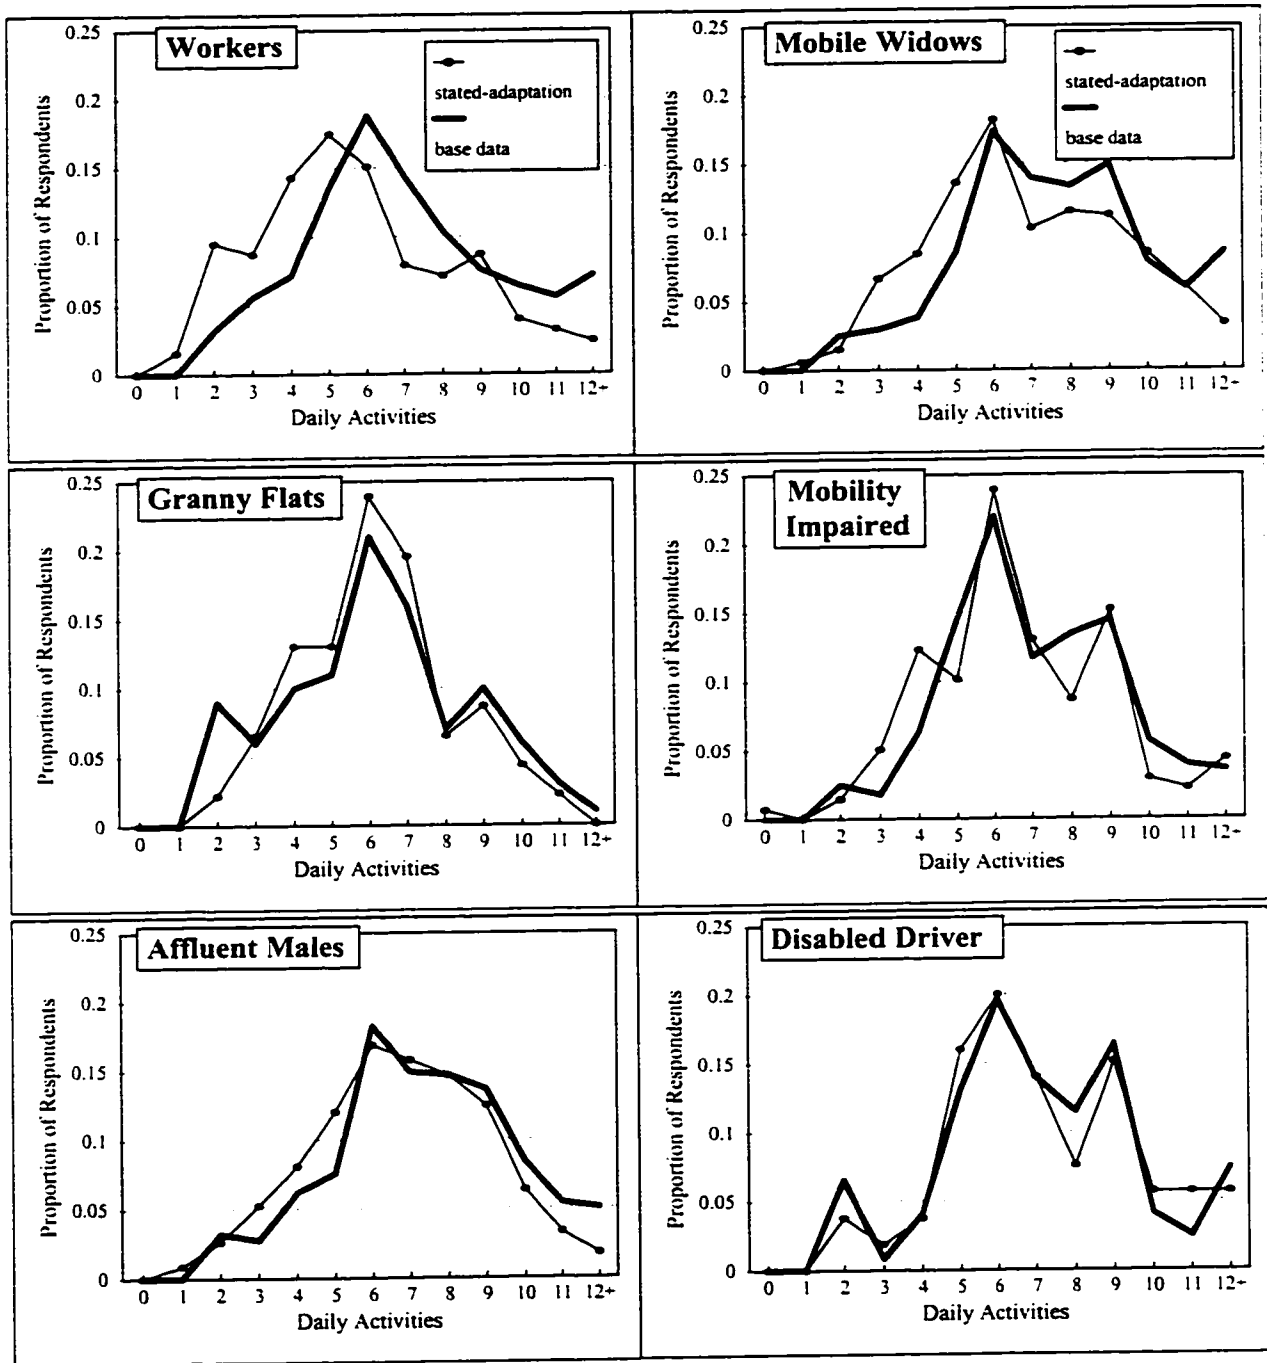 Workers
stated-adaptation
base data
0.25
0.2
0.15
0.1
0.05
0
Proportion of Respondents
0 1 2 3 4 5 6 7 8 9 10 11 12+
Daily Activities
Mobile Widows
stated-adaptation
base data
0.25
0.2
0.15
0.1
0.05
0
Proportion of Respondents
0 1 2 3 4 5 6 7 8 9 10 11 12+
Daily Activities
Granny Flats
0.25
0.2
0.15
0.1
0.05
0
Proportion of Respondents
0 1 2 3 4 5 6 7 8 9 10 11 12+
Daily Activities
Mobility
Impaired
0.25
0.2
0.15
0.1
0.05
0
Proportion of Respondents
0 1 2 3 4 5 6 7 8 9 10 11 12+
Daily Activities
Affluent Males
0.25
0.2
0.15
0.1
0.05
0
Proportion of Respondents
0 1 2 3 4 5 6 7 8 9 10 11 12+
Daily Activities
Disabled Driver
0.25
0.2
0.15
0.1
0.05
0
Proportion of Respondents
0 1 2 3 4 5 6 7 8 9 10 11 12+
Daily Activities